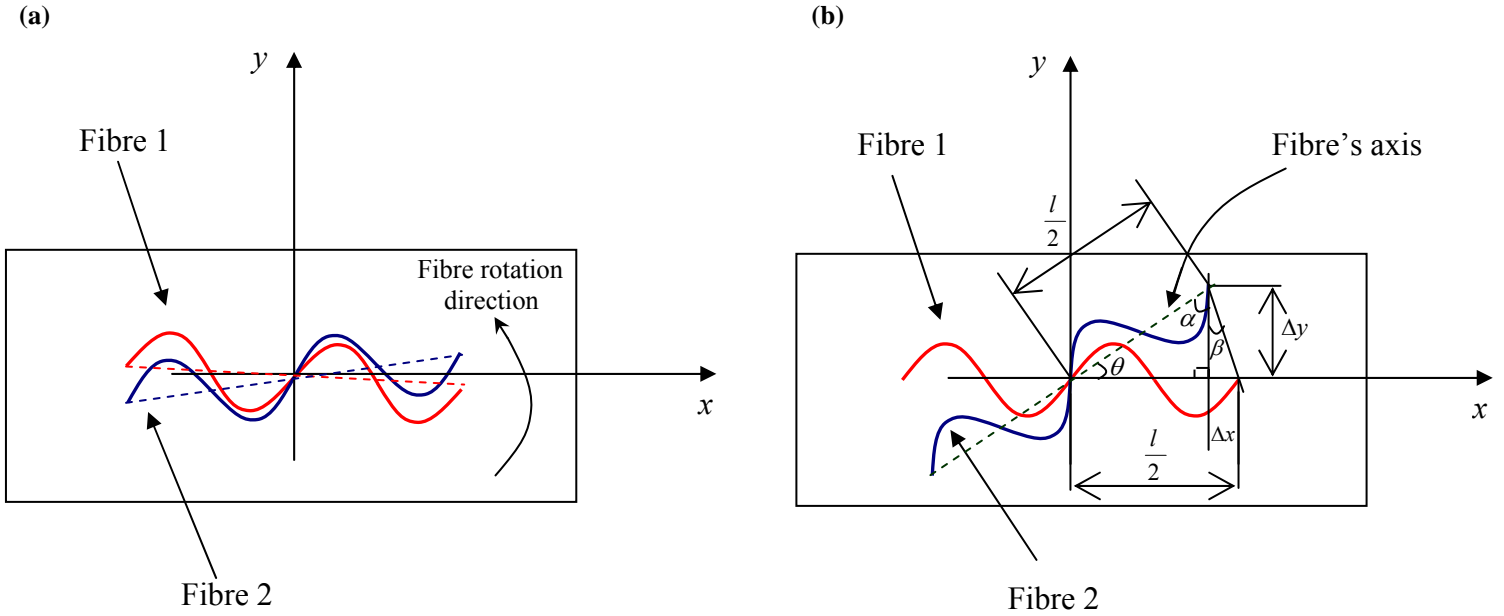 (a)
y
Fibre 1
Fibre rotation
direction
x
Fibre 2
(b)
y
Fibre 1
Fibre's axis
l/2
α
β
Δy
θ
x
Δx
l/2
Fibre 2